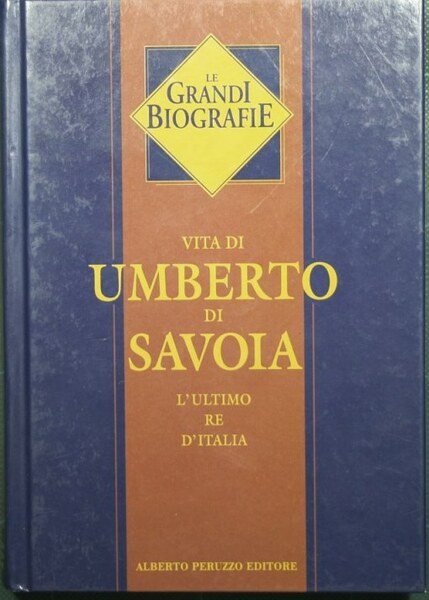 LE
GRANDI
BIOGRAFIE
VITA DI
UMBERTO
DI
SAVOIA
L'ULTIMO
RE
D'ITALIA
ALBERTO PERUZZO EDITORE